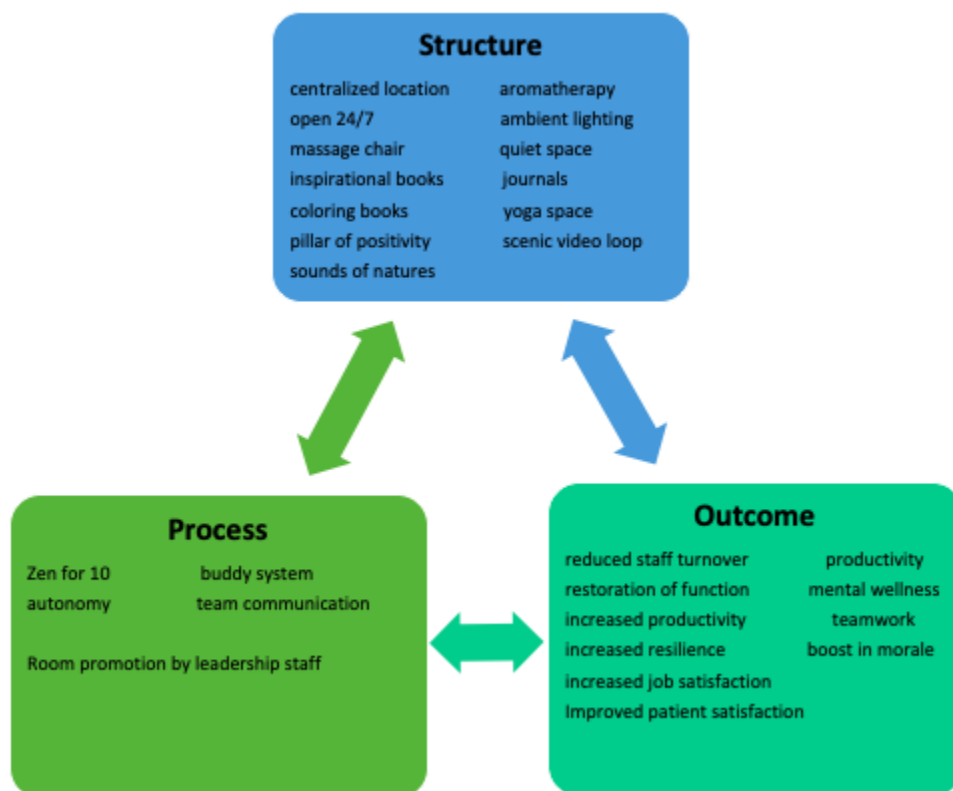 Structure
centralized location
open 24/7
massage chair
inspirational books
coloring books
pillar of positivity
sounds of natures
aromatherapy
ambient lighting
quiet space
journals
yoga space
scenic video loop
Process
Zen for 10
autonomy
buddy system
team communication
Room promotion by leadership staff
Outcome
reduced staff turnover
restoration of function
increased productivity
increased resilience
increased job satisfaction
Improved patient satisfaction
productivity
mental wellness
teamwork
boost in morale